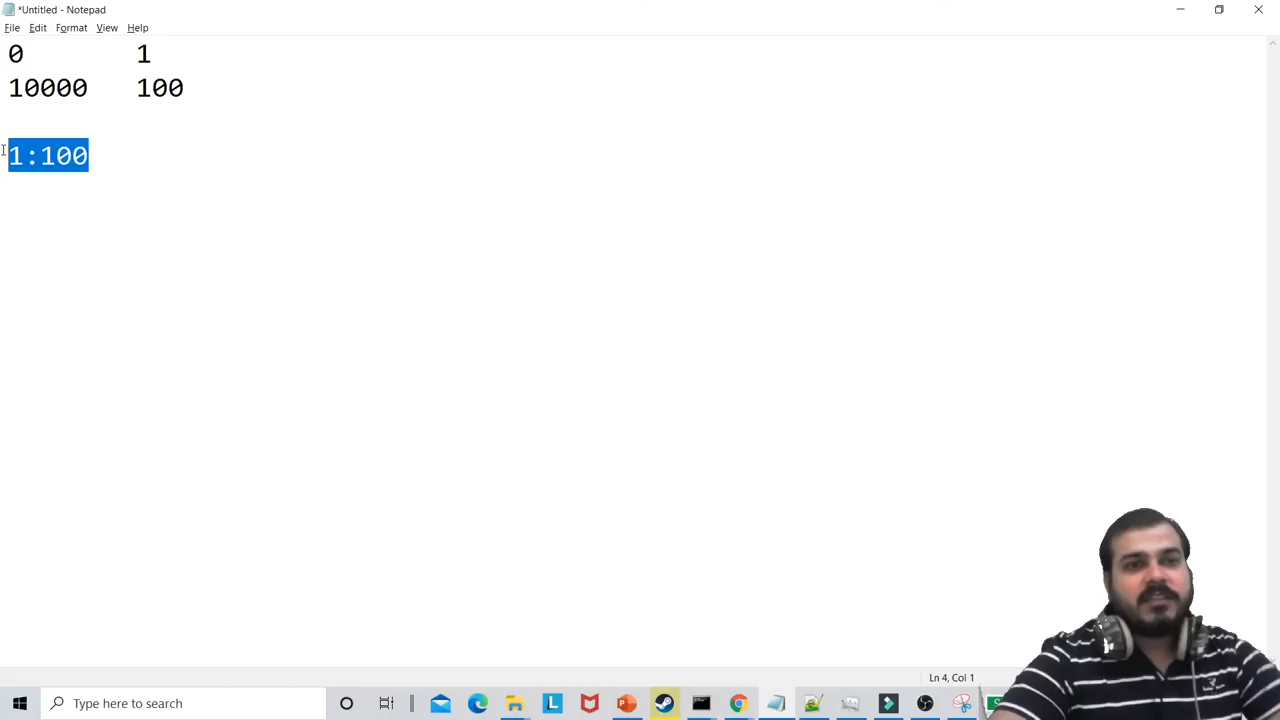 *Untitled - Notepad
File Edit Format View Help
0 1
10000 100
1:100
Ln 4, Col 1
Type here to search